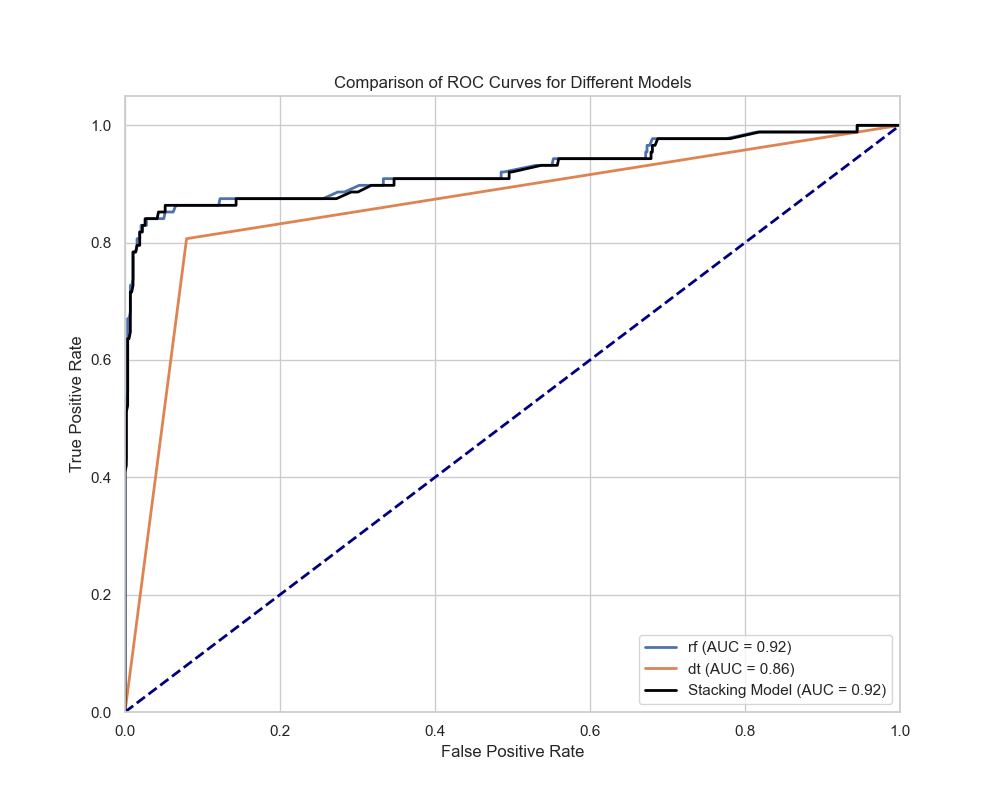 Comparison of ROC Curves for Different Models
True Positive Rate
1.0
0.8
0.6
0.4
0.2
0.0
0.0 0.2 0.4 0.6 0.8 1.0
False Positive Rate
rf (AUC = 0.92)
dt (AUC = 0.86)
Stacking Model (AUC = 0.92)